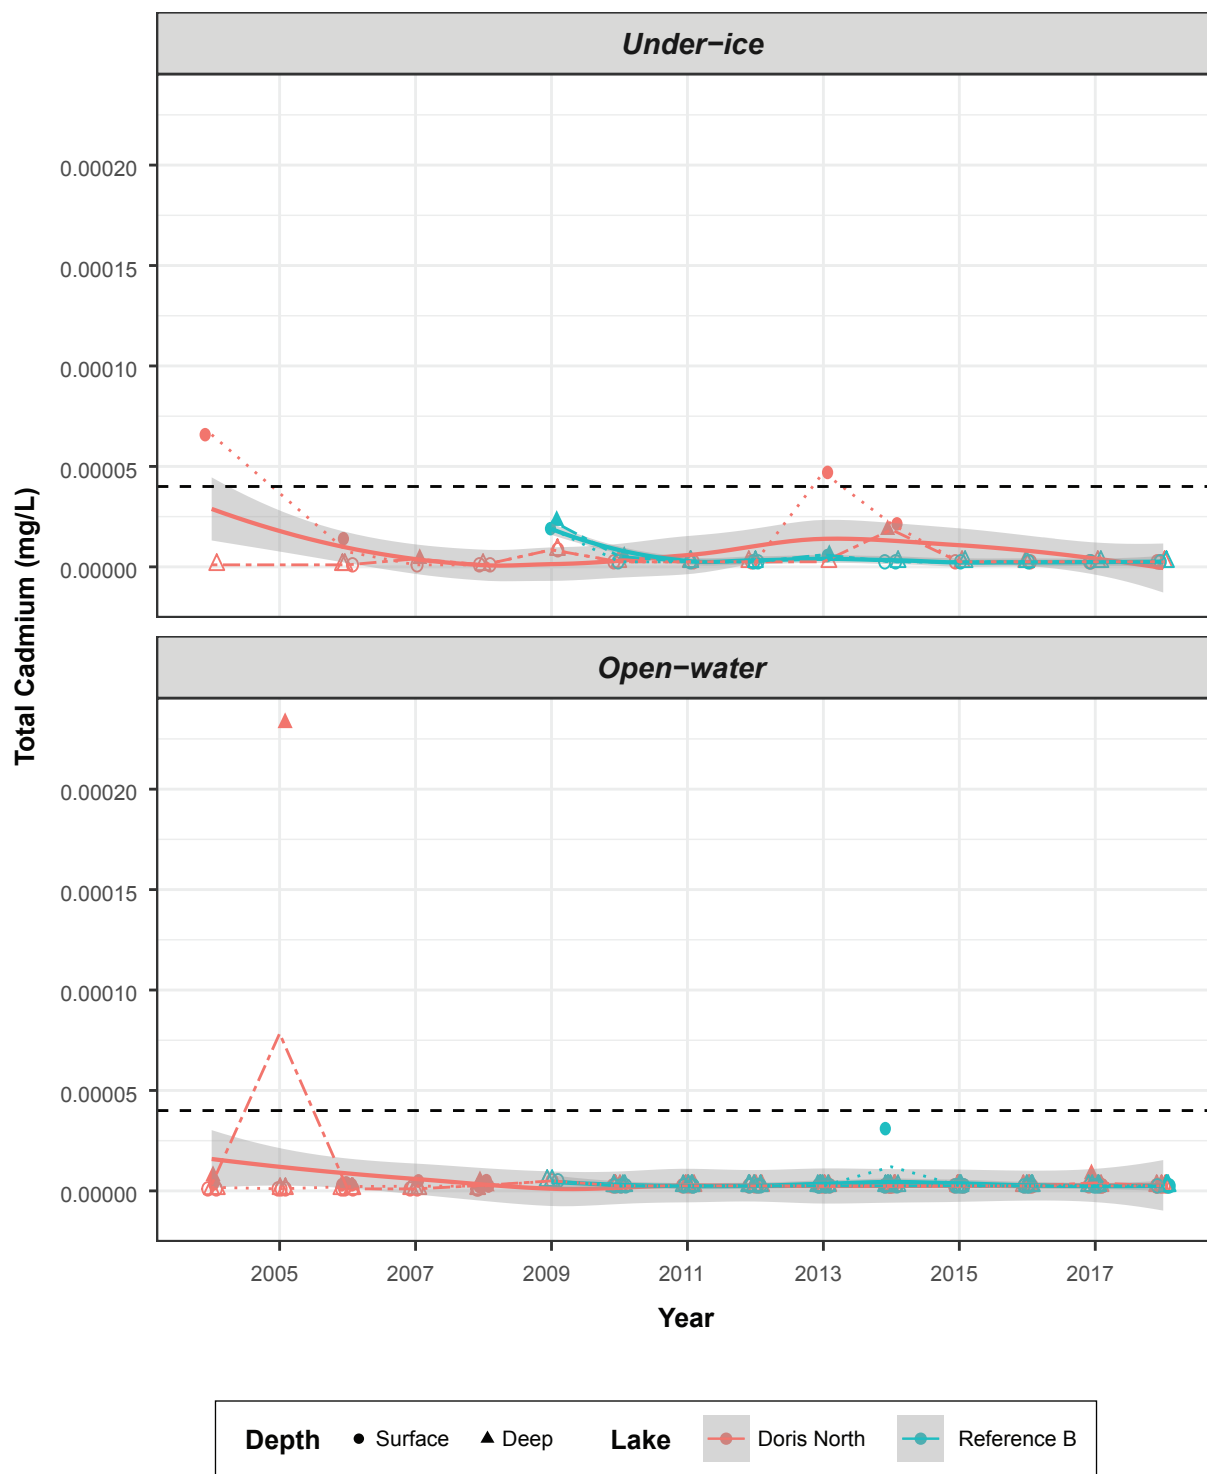 Under−ice
0.00020
0.00015
0.00010
0.00005
0.00000
Total Cadmium (mg/L)
Open−water
0.00020
0.00015
0.00010
0.00005
0.00000
2005 2007 2009 2011 2013 2015 2017
Year
Depth Surface Deep Lake Doris North Reference B